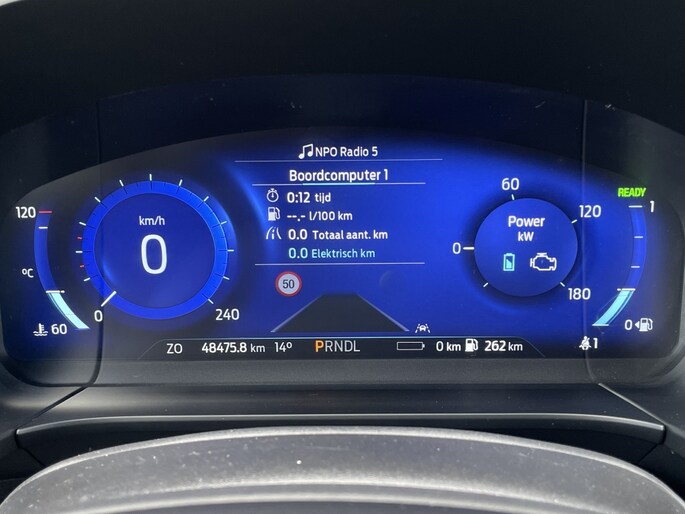 NPO Radio 5
Boordcomputer 1
0:12 tijd
--.- l/100 km
0.0 Totaal aant. km
0.0 Elektrisch km
120
°C
60
km/h
0
0
240
50
60
Power
kW
0
120
180
READY
1
0
ZO 48475.8 km 14° PRNDL 0 km 262 km
1